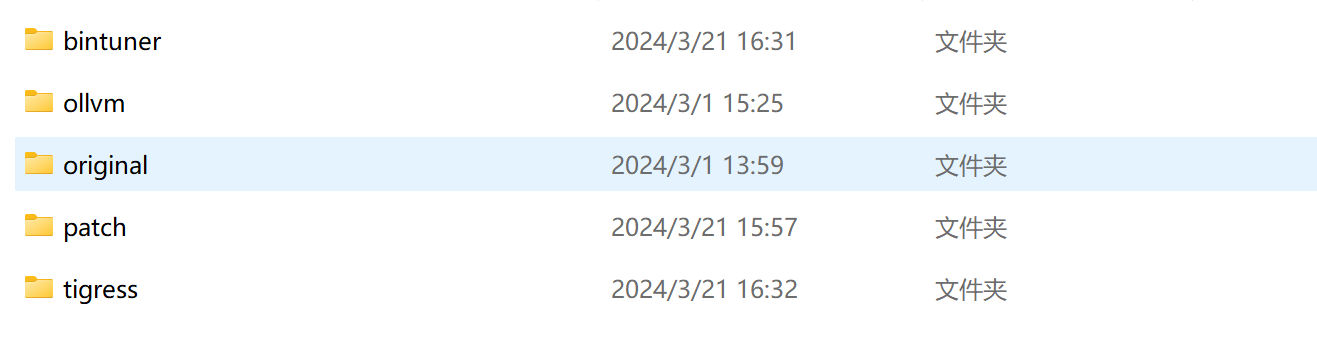 bintuner 2024/3/21 16:31 文件夹
ollvm 2024/3/1 15:25 文件夹
original 2024/3/1 13:59 文件夹
patch 2024/3/21 15:57 文件夹
tigress 2024/3/21 16:32 文件夹